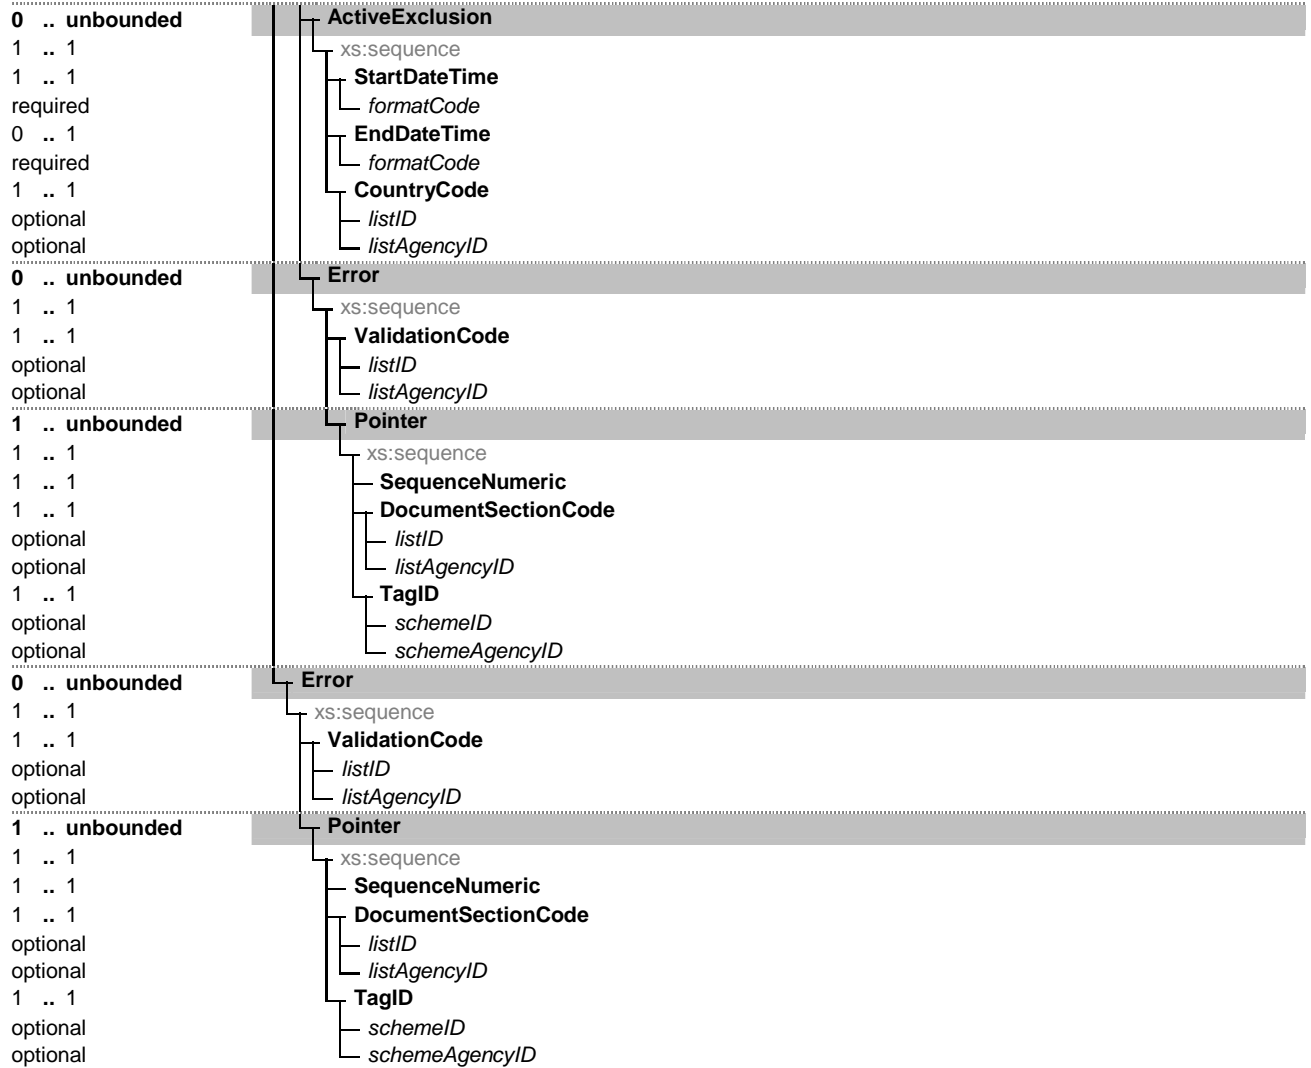 0 .. unbounded ActiveExclusion
1 .. 1 xs:sequence
1 .. 1 StartDateTime
required formatCode
0 .. 1 EndDateTime
required formatCode
1 .. 1 CountryCode
optional listID
optional listAgencyID
0 .. unbounded Error
1 .. 1 xs:sequence
1 .. 1 ValidationCode
optional listID
optional listAgencyID
1 .. unbounded Pointer
1 .. 1 xs:sequence
1 .. 1 SequenceNumeric
1 .. 1 DocumentSectionCode
optional listID
optional listAgencyID
1 .. 1 TagID
optional schemeID
optional schemeAgencyID
0 .. unbounded Error
1 .. 1 xs:sequence
1 .. 1 ValidationCode
optional listID
optional listAgencyID
1 .. unbounded Pointer
1 .. 1 xs:sequence
1 .. 1 SequenceNumeric
1 .. 1 DocumentSectionCode
optional listID
optional listAgencyID
1 .. 1 TagID
optional schemeID
optional schemeAgencyID